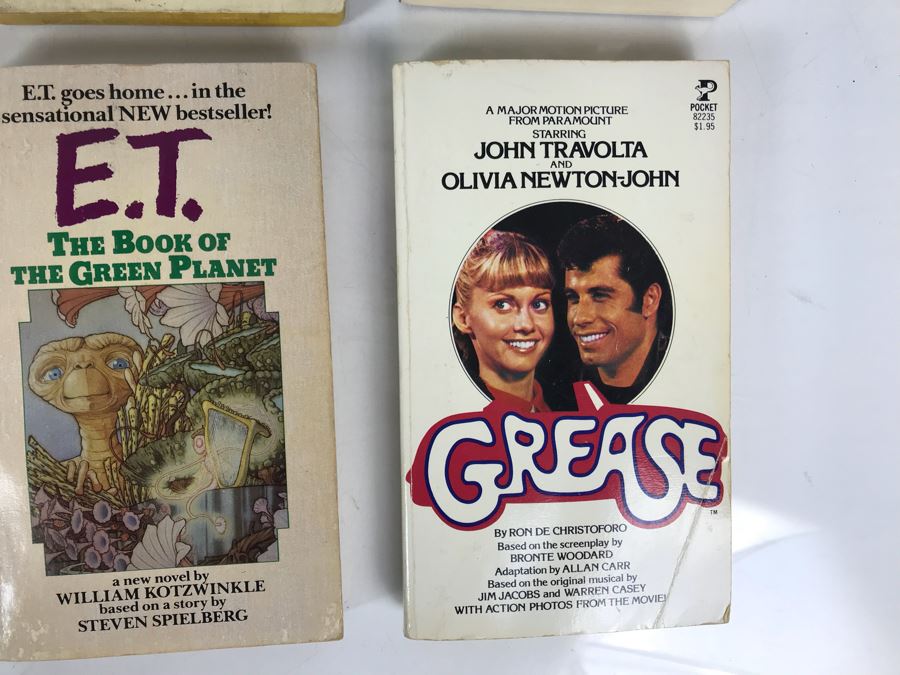 E.T. goes home... in the
sensational NEW bestseller!
E.T.
THE BOOK OF
THE GREEN PLANET
a new novel by
WILLIAM KOTZWINKLE
based on a story by
STEVEN SPIELBERG
POCKET
82235
$1.95
A MAJOR MOTION PICTURE
FROM PARAMOUNT
STARRING
JOHN TRAVOLTA
AND
OLIVIA NEWTON-JOHN
GREASE
TM
By RON DE CHRISTOFORO
Based on the screenplay by
BRONTE WOODARD
Adaptation by ALLAN CARR
Based on the original musical by
JIM JACOBS and WARREN CASEY
WITH ACTION PHOTOS FROM THE MOVIE!